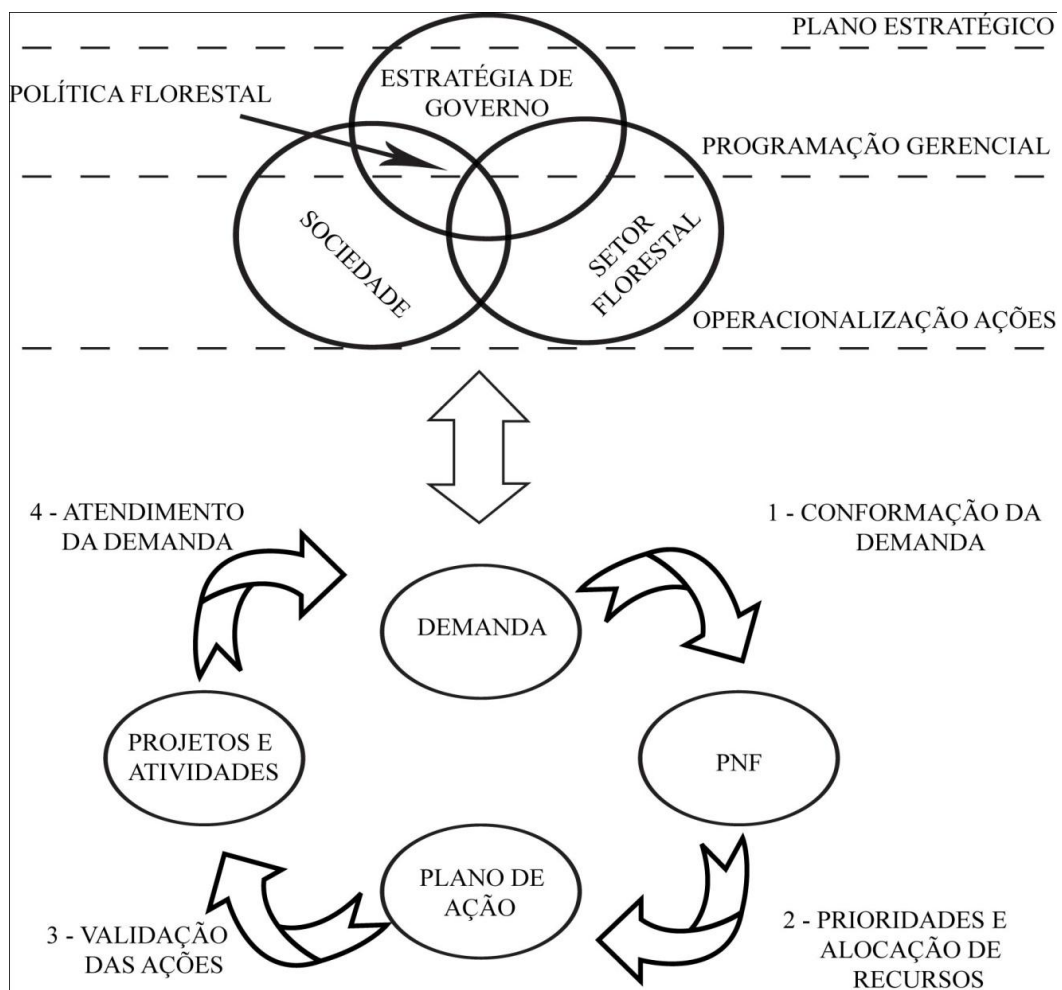 PLANO ESTRATÉGICO
ESTRATÉGIA DE
GOVERNO
POLÍTICA FLORESTAL
PROGRAMAÇÃO GERENCIAL
SOCIEDADE
SETOR
FLORESTAL
OPERACIONALIZAÇÃO AÇÕES
4 - ATENDIMENTO
DA DEMANDA
1 - CONFORMAÇÃO DA
DEMANDA
DEMANDA
PROJETOS E
ATIVIDADES
PNF
PLANO DE
AÇÃO
3 - VALIDAÇÃO
DAS AÇÕES
2 - PRIORIDADES E
ALOCAÇÃO DE
RECURSOS